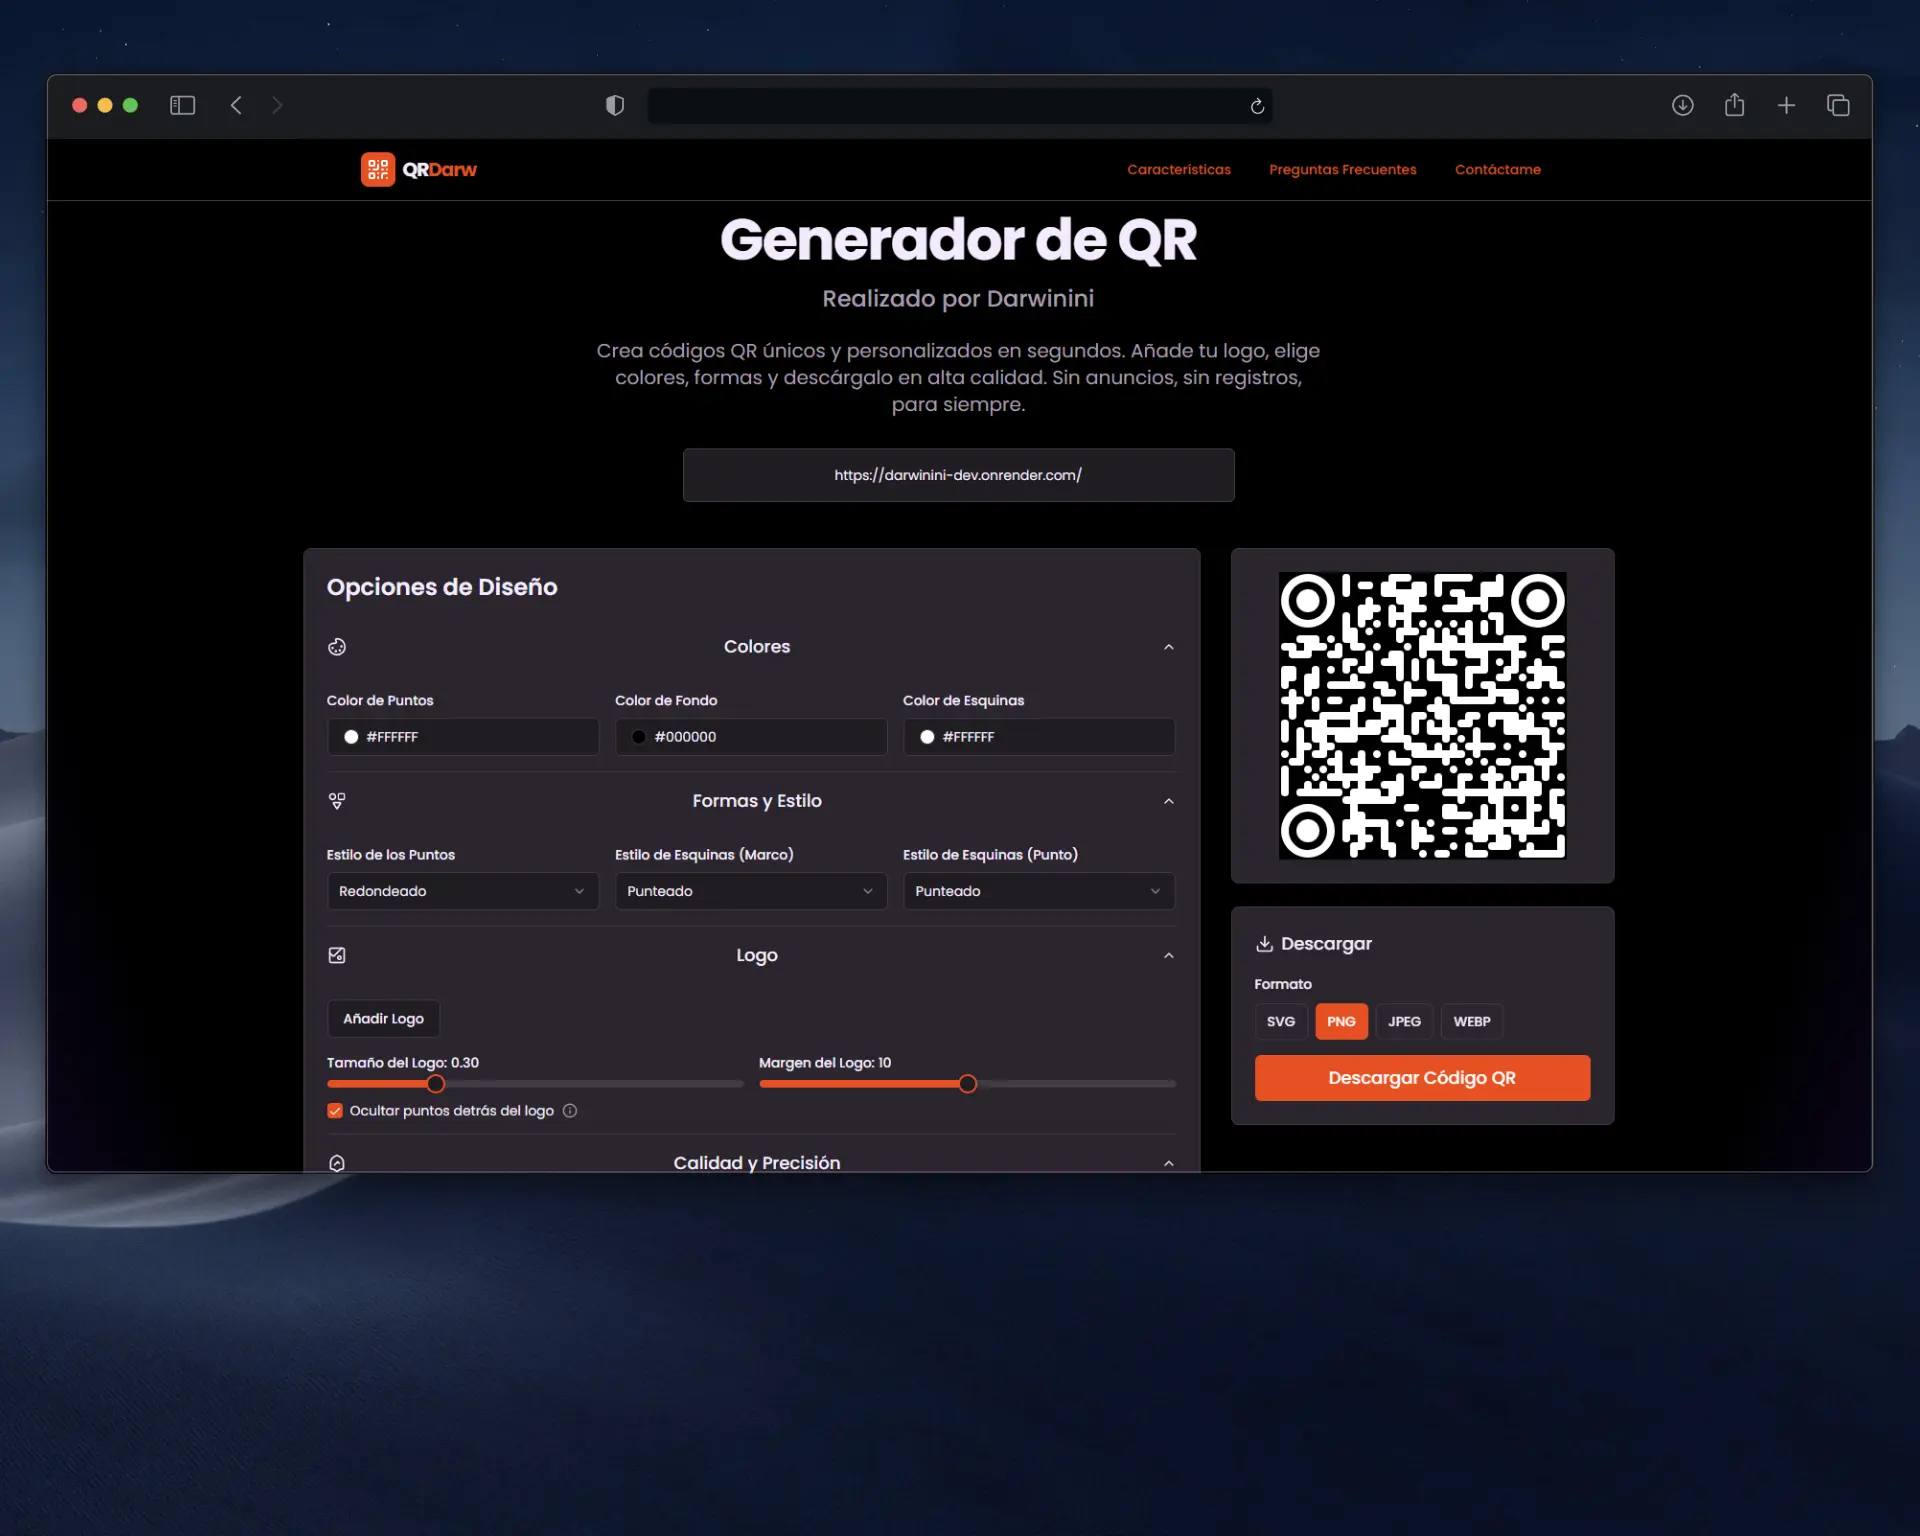 QRDarw
Características
Preguntas Frecuentes
Contáctame
Generador de QR
Realizado por Darwinini
Crea códigos QR únicos y personalizados en segundos. Añade tu logo, elige
colores, formas y descárgalo en alta calidad. Sin anuncios, sin registros,
para siempre.
https://darwinini-dev.onrender.com/
Opciones de Diseño
Colores
Color de Puntos
Color de Fondo
Color de Esquinas
#FFFFFF
#000000
#FFFFFF
Formas y Estilo
Estilo de los Puntos
Estilo de Esquinas (Marco)
Estilo de Esquinas (Punto)
Redondeado
Punteado
Punteado
Logo
Añadir Logo
Tamaño del Logo: 0.30
Margen del Logo: 10
Ocultar puntos detrás del logo
Calidad y Precisión
Descargar
Formato
SVG
PNG
JPEG
WEBP
Descargar Código QR